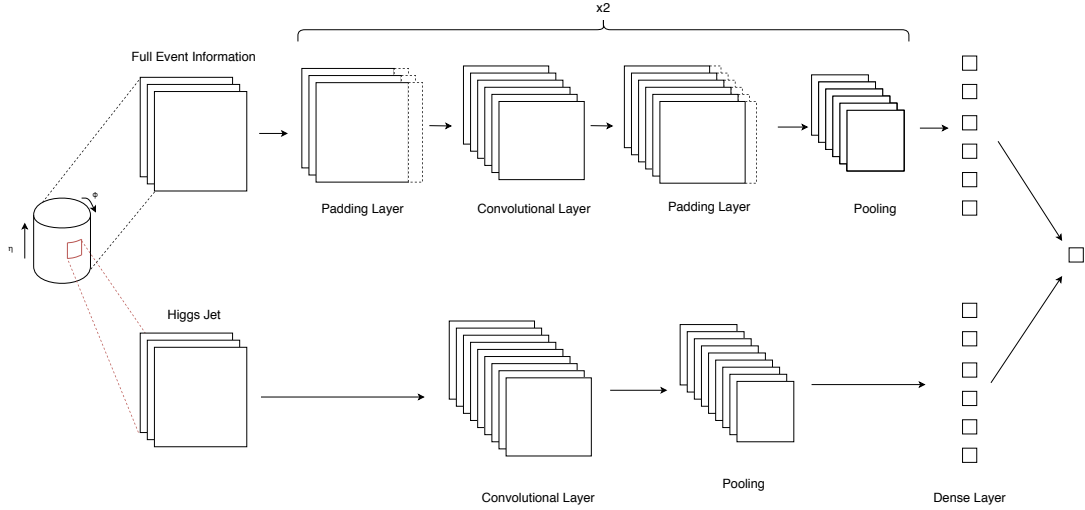 x2
Full Event Information
Padding Layer
Convolutional Layer
Padding Layer
Pooling
Φ
η
Higgs Jet
Convolutional Layer
Pooling
Dense Layer